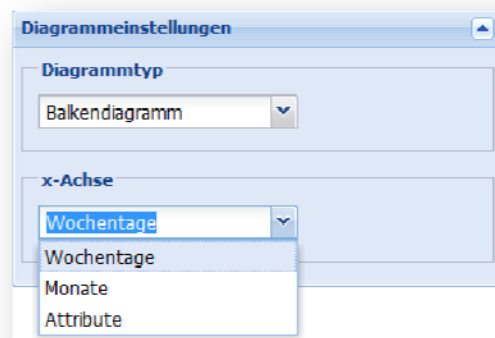 Diagrammeinstellungen
Diagrammtyp
Balkendiagramm
x-Achse
Wochentage
Wochentage
Monate
Attribute